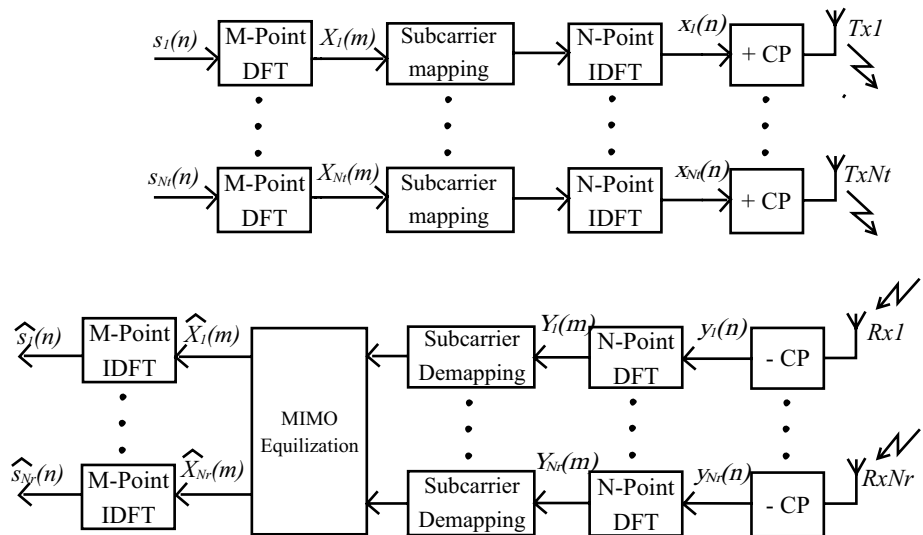 s1(n)
M-Point
DFT
X1(m)
Subcarrier
mapping
N-Point
IDFT
x1(n)
+ CP
Tx1
sNt(n)
M-Point
DFT
XNt(m)
Subcarrier
mapping
N-Point
IDFT
xNt(n)
+ CP
TxNt
ŝ1(n)
M-Point
IDFT
X̂1(m)
MIMO
Equilization
Subcarrier
Demapping
Y1(m)
N-Point
DFT
y1(n)
- CP
Rx1
ŝNr(n)
M-Point
IDFT
X̂Nr(m)
Subcarrier
Demapping
YNr(m)
N-Point
DFT
yNr(n)
- CP
RxNr